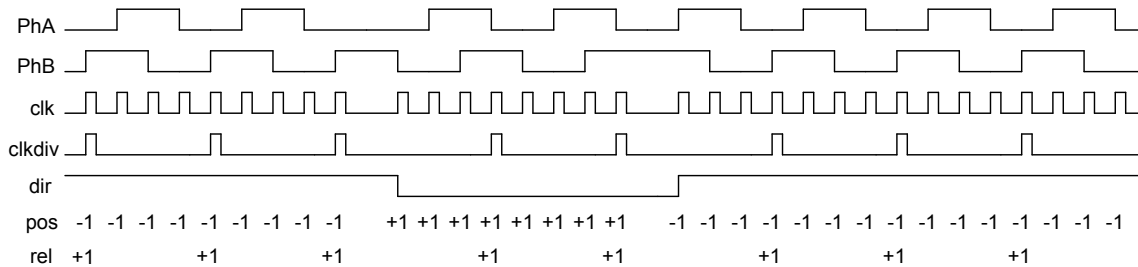 PhA
PhB
clk
clkdiv
dir
pos -1 -1 -1 -1 -1 -1 -1 -1 -1 +1 +1 +1 +1 +1 +1 +1 +1 -1 -1 -1 -1 -1 -1 -1 -1 -1 -1 -1 -1 -1 -1 -1
rel +1 +1 +1 +1 +1 +1 +1 +1